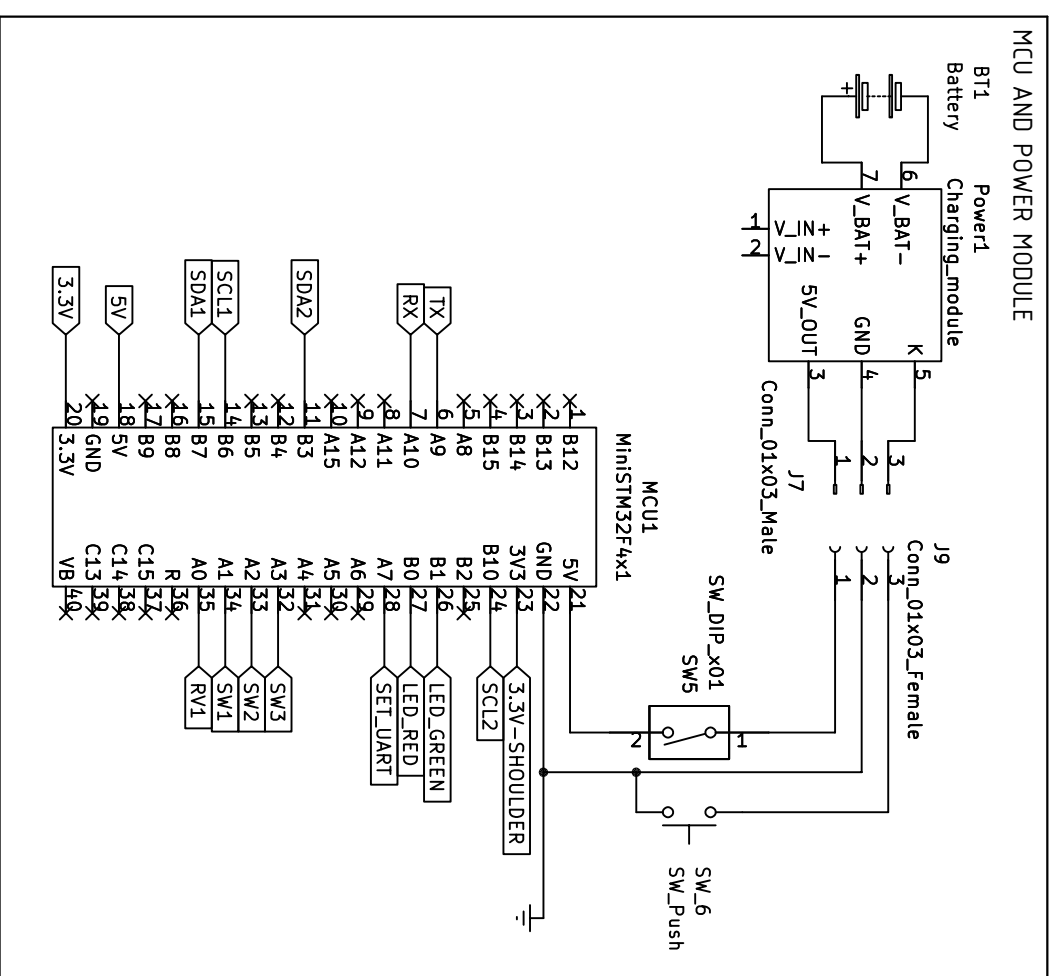 MCU AND POWER MODULE
BT1
Battery
Power1
Charging_module
6
V_BAT-
7
V_BAT+
1
V_IN+
2
V_IN-
K
5
GND
4
5V_OUT
3
J7
Conn_01x03_Male
3
2
1
J9
Conn_01x03_Female
3
2
1
SW_DIP_x01
SW5
1
2
SW_6
SW_Push
MCU1
MiniSTM32F4x1
1 B12
2 B13
3 B14
4 B15
5 A8
6 A9
7 A10
8 A11
9 A12
10 A15
11 B3
12 B4
13 B5
14 B6
15 B7
16 B8
17 B9
18 5V
19 GND
20 3.3V
5V 21
GND 22
3V3 23
B10 24
B2 25
B1 26
B0 27
A7 28
A6 29
A5 30
A4 31
A3 32
A2 33
A1 34
A0 35
R 36
C15 37
C14 38
C13 39
VB 40
TX
RX
SDA2
SCL1
SDA1
5V
3.3V
3.3V-SHOULDER
SCL2
LED_GREEN
LED_RED
SET_UART
SW3
SW2
SW1
RV1
+